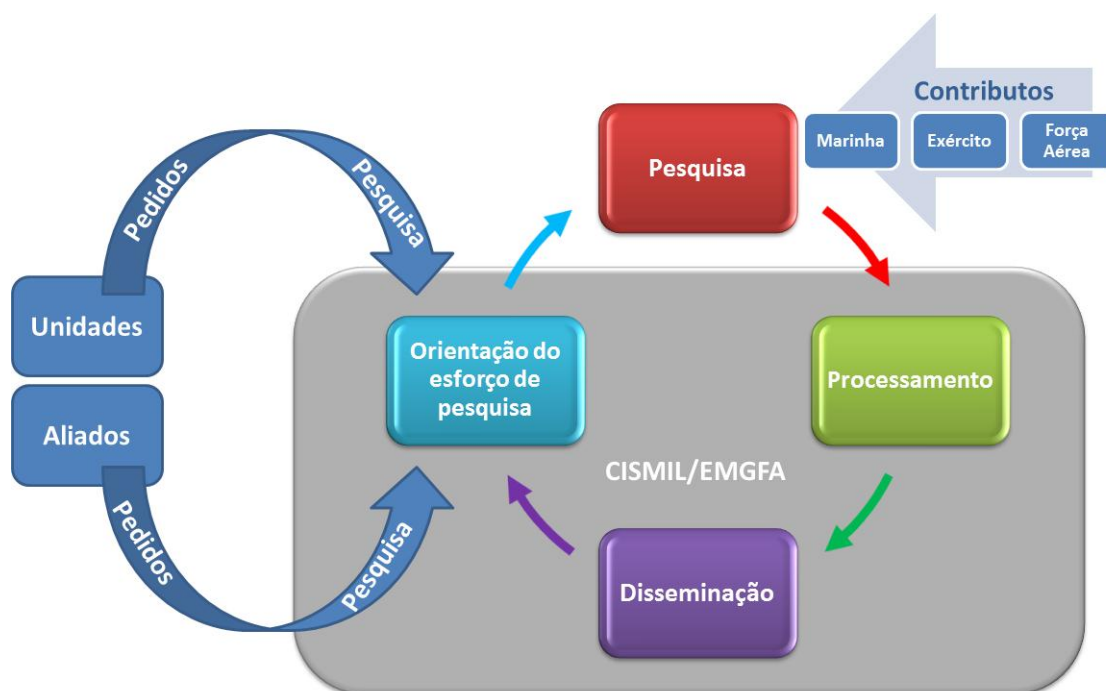 Contributos
Marinha
Exército
Força
Aérea
Pesquisa
Pedidos
Pesquisa
Unidades
Aliados
Pedidos
Pesquisa
Orientação do
esforço de
pesquisa
Processamento
CISMIL/EMGFA
Disseminação